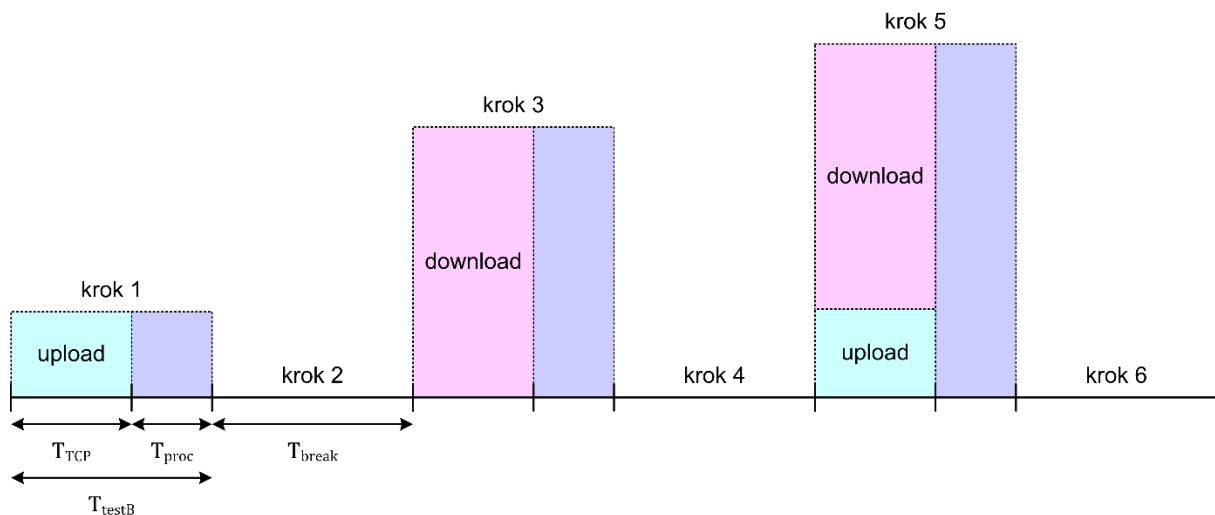 krok 5
krok 3
download
download
krok 1
upload
krok 2
krok 4
upload
krok 6
T_TCP
T_proc
T_break
T_testB